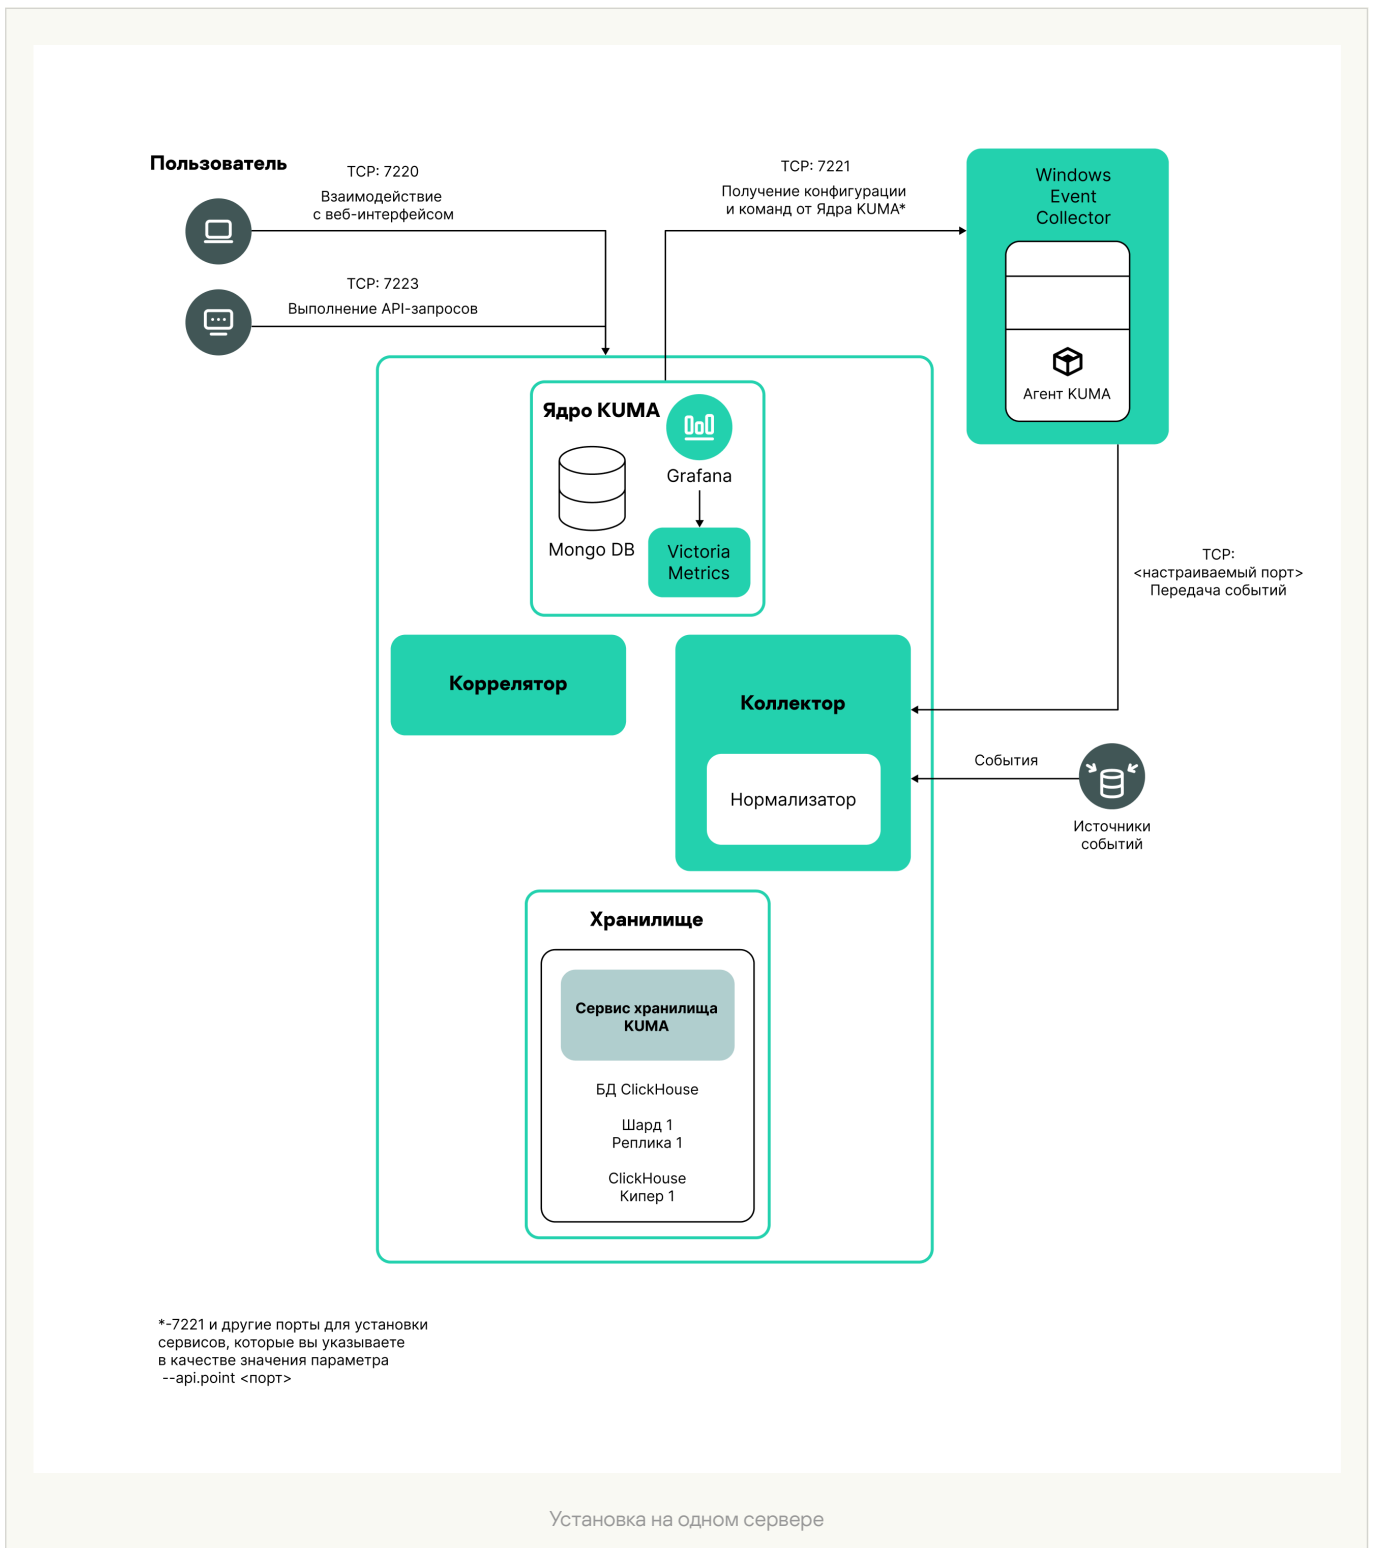 Пользователь
TCP: 7220
Взаимодействие
с веб-интерфейсом
TCP: 7223
Выполнение API-запросов
TCP: 7221
Получение конфигурации
и команд от Ядра KUMA*
Windows
Event
Collector
Агент KUMA
Ядро KUMA
Grafana
Mongo DB
Victoria
Metrics
TCP:
<настраиваемый порт>
Передача событий
Коррелятор
Коллектор
Нормализатор
События
Источники
событий
Хранилище
Сервис хранилища
KUMA
БД ClickHouse
Шард 1
Реплика 1
ClickHouse
Кипер 1
*-7221 и другие порты для установки
сервисов, которые вы указываете
в качестве значения параметра
--api.point <порт>
Установка на одном сервере